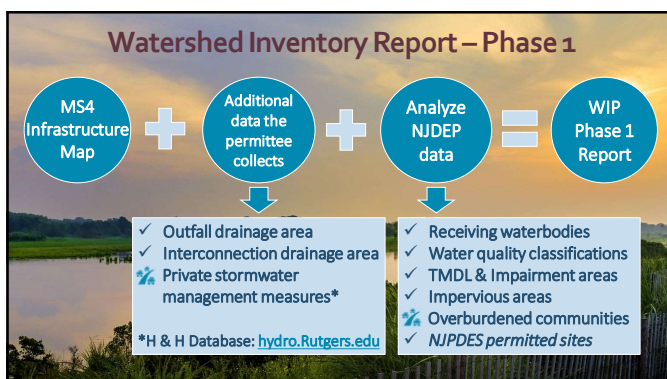 Watershed Inventory Report – Phase 1
MS4
Infrastructure
Map
Additional
data the
permittee
collects
Analyze
NJDEP
data
WIP
Phase 1
Report
✓ Outfall drainage area
✓ Interconnection drainage area
Private stormwater
management measures*
*H & H Database: hydro.Rutgers.edu
✓ Receiving waterbodies
✓ Water quality classifications
✓ TMDL & Impairment areas
✓ Impervious areas
Overburdened communities
✓ NJPDES permitted sites